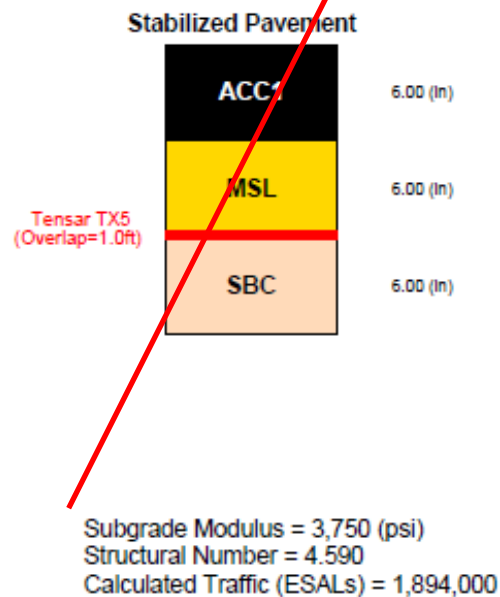 Stabilized Pavement
ACC1
6.00 (in)
MSL
6.00 (in)
Tensar TX5
(Overlap=1.0ft)
SBC
6.00 (in)
Subgrade Modulus = 3,750 (psi)
Structural Number = 4.590
Calculated Traffic (ESALs) = 1,894,000